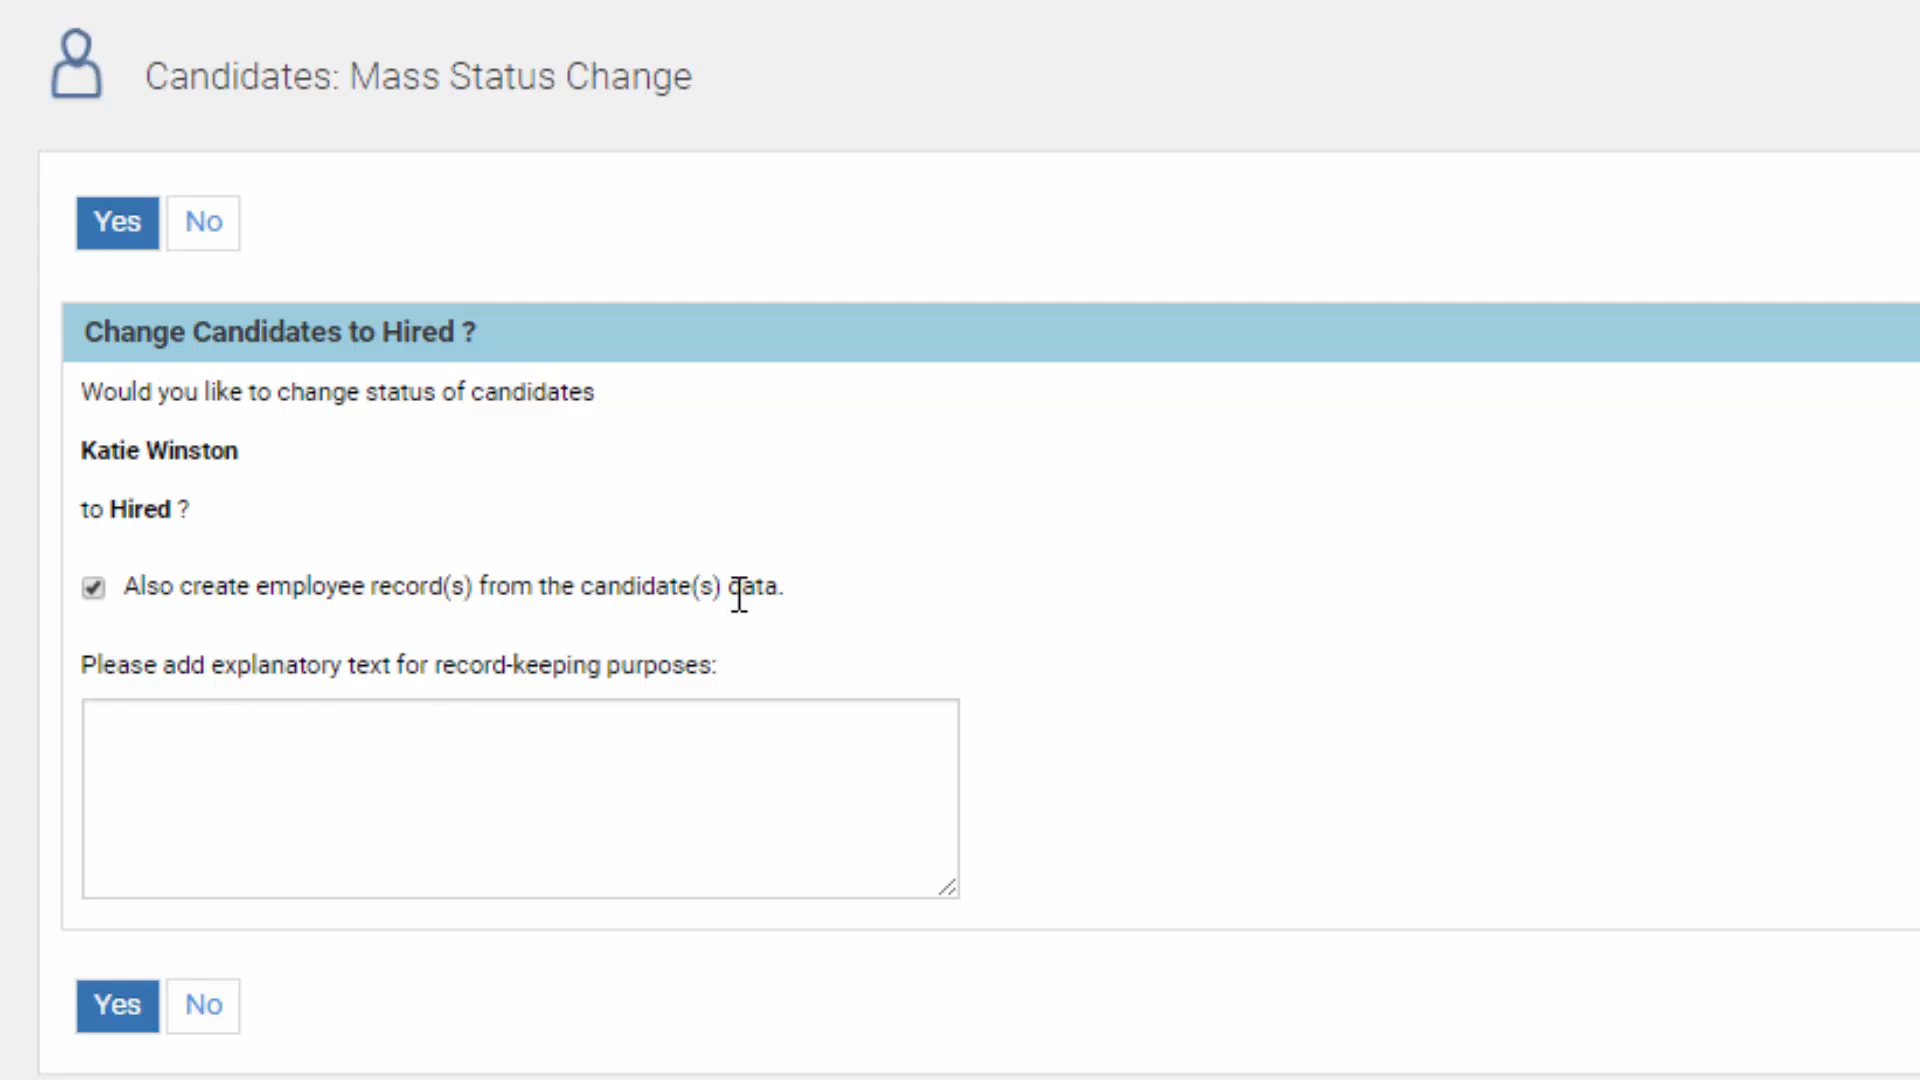 Candidates: Mass Status Change
Yes No
Change Candidates to Hired ?
Would you like to change status of candidates
Katie Winston
to Hired ?
Also create employee record(s) from the candidate(s) data.
Please add explanatory text for record-keeping purposes:
Yes No